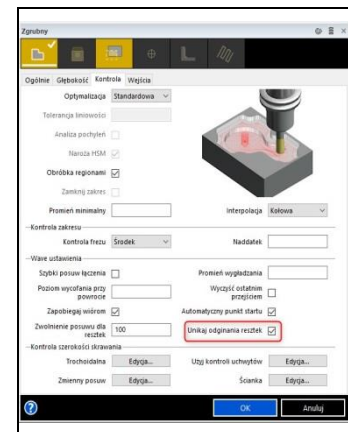 Zgrubny
Ogólnie Głębokość Kontrola Wejścia
Optymalizacja Standardowa
Tolerancja liniowości
Analiza pochyleń
Naroża HSM
Obróbka regionami
Zamknij zakres
Promień minimalny Interpolacja Kołowa
Kontrola zakresu
Kontrola frezu Środek Naddatek
Wave ustawienia
Szybki posuw łączenia Promień wygładzania
Poziom wycofania przy powrocie Wyczyść ostatnim przejściem
Zapobiegaj wiórom Automatyczny punkt startu
Zwolnienie posuwu dla resztek 100 Unikaj odginania resztek
Kontrola szerokości skrawania
Trochoidalna Edycja... Użyj kontroli uchwytów Edycja...
Zmienny posuw Edycja... Ścianka Edycja...
? OK Anuluj